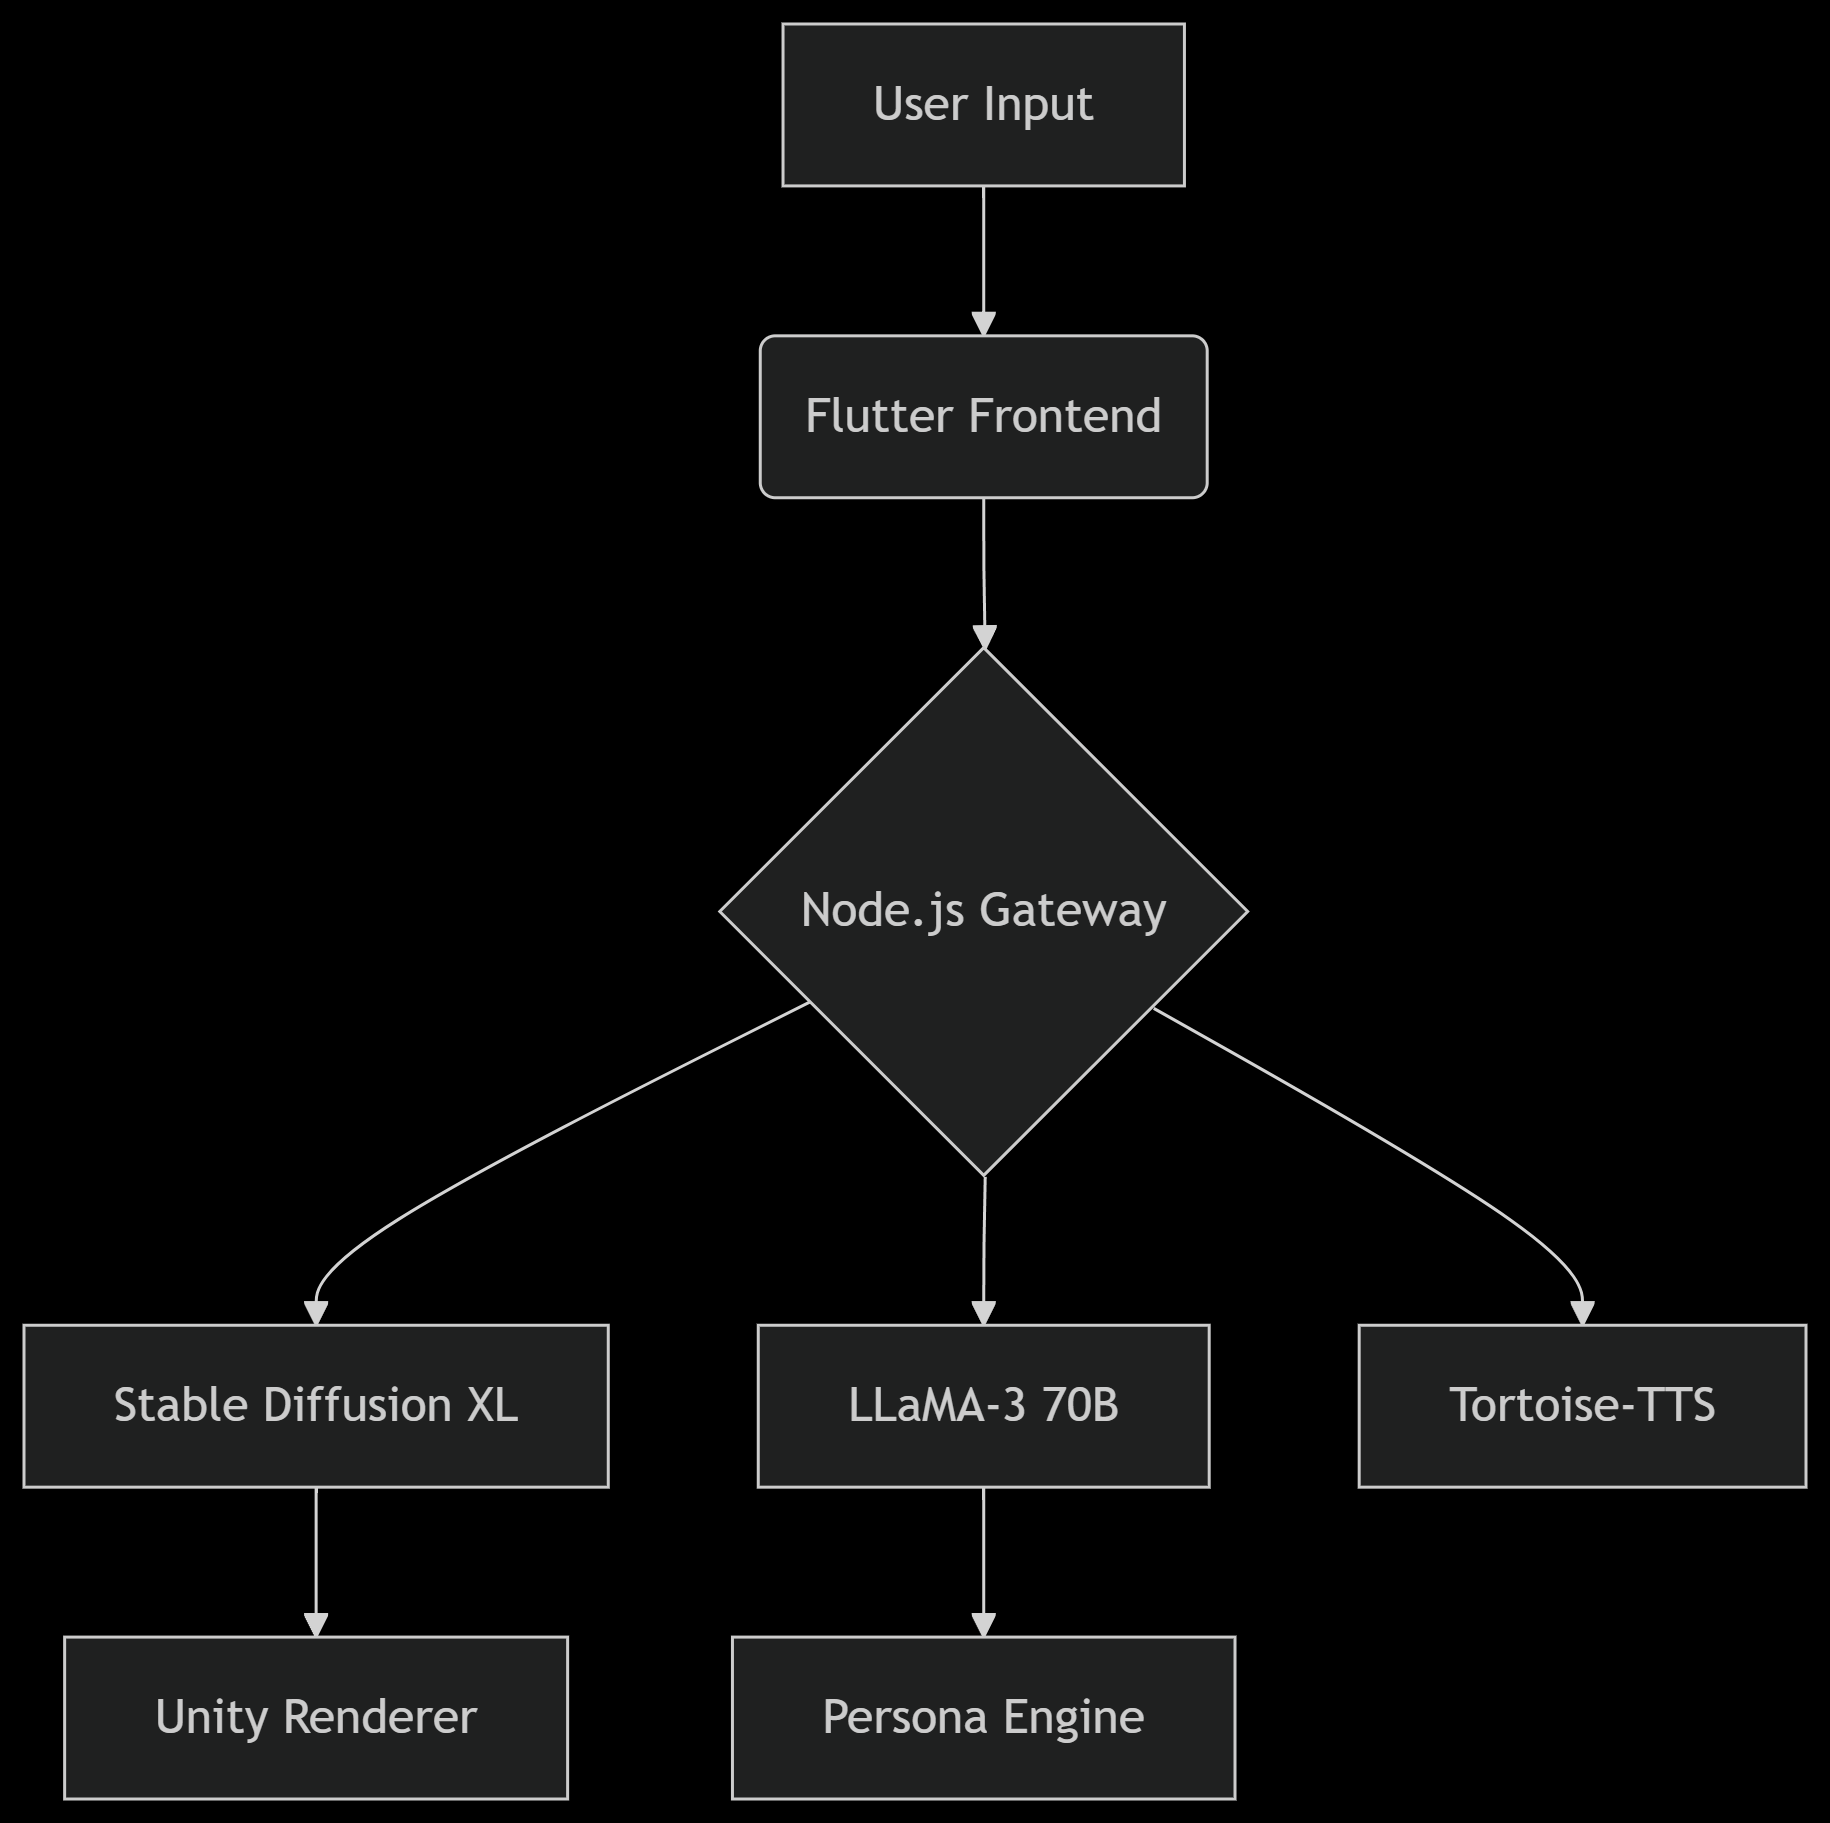 User Input
Flutter Frontend
Node.js Gateway
Stable Diffusion XL
LLaMA-3 70B
Tortoise-TTS
Unity Renderer
Persona Engine